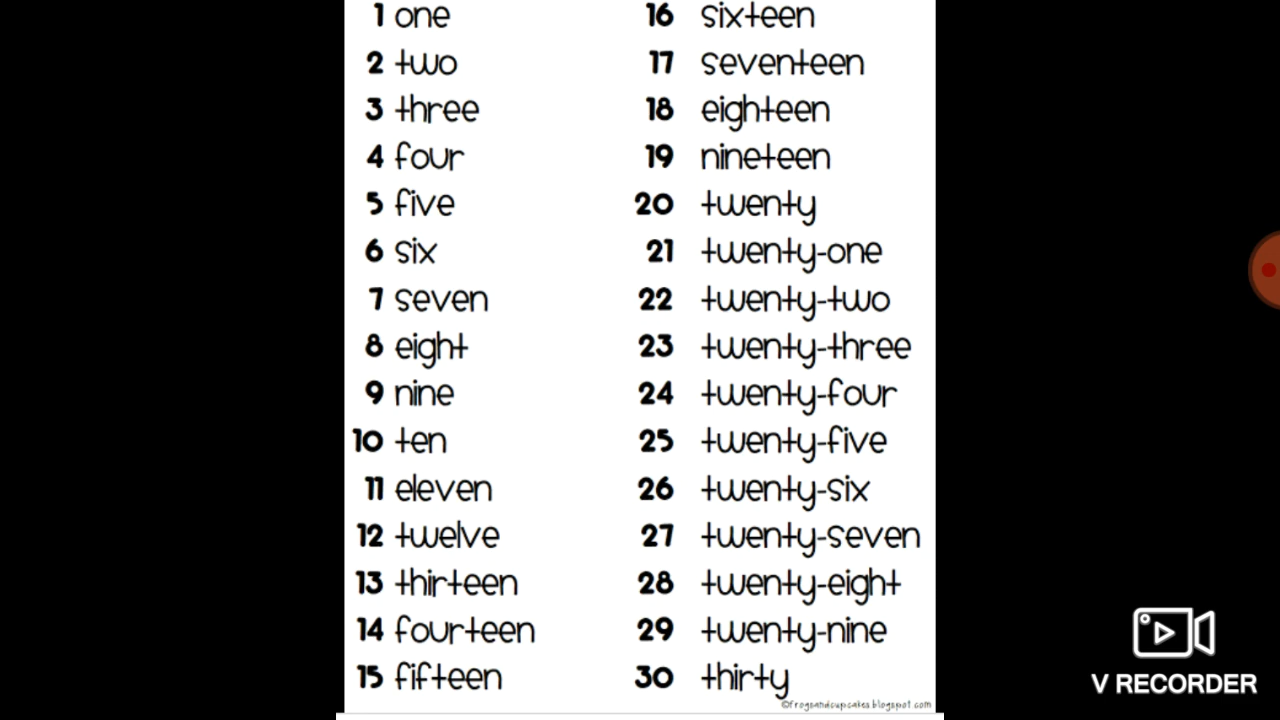 1 one
2 two
3 three
4 four
5 five
6 six
7 seven
8 eight
9 nine
10 ten
11 eleven
12 twelve
13 thirteen
14 fourteen
15 fifteen
16 sixteen
17 seventeen
18 eighteen
19 nineteen
20 twenty
21 twenty-one
22 twenty-two
23 twenty-three
24 twenty-four
25 twenty-five
26 twenty-six
27 twenty-seven
28 twenty-eight
29 twenty-nine
30 thirty
©frogsandcupcakes.blogspot.com
V RECORDER